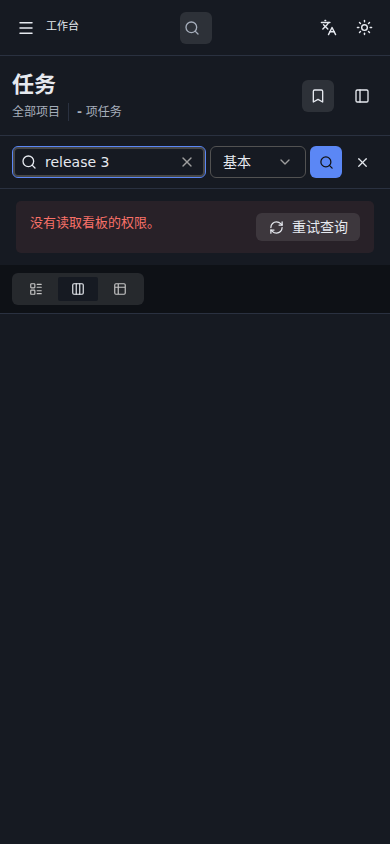 工作台
任务
全部项目 - 项任务
release 3
基本
没有读取看板的权限。
重试查询